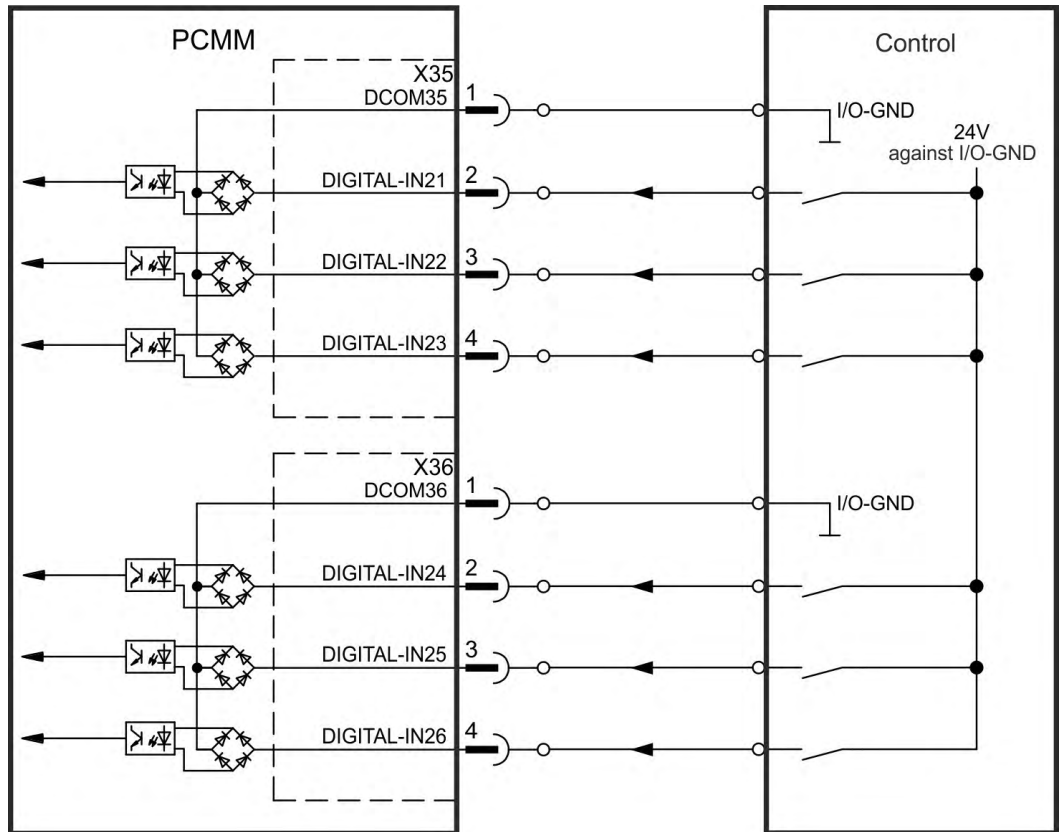 PCMM
Control
X35
DCOM35
1
I/O-GND
24V
against I/O-GND
DIGITAL-IN21
2
DIGITAL-IN22
3
DIGITAL-IN23
4
X36
DCOM36
1
I/O-GND
DIGITAL-IN24
2
DIGITAL-IN25
3
DIGITAL-IN26
4